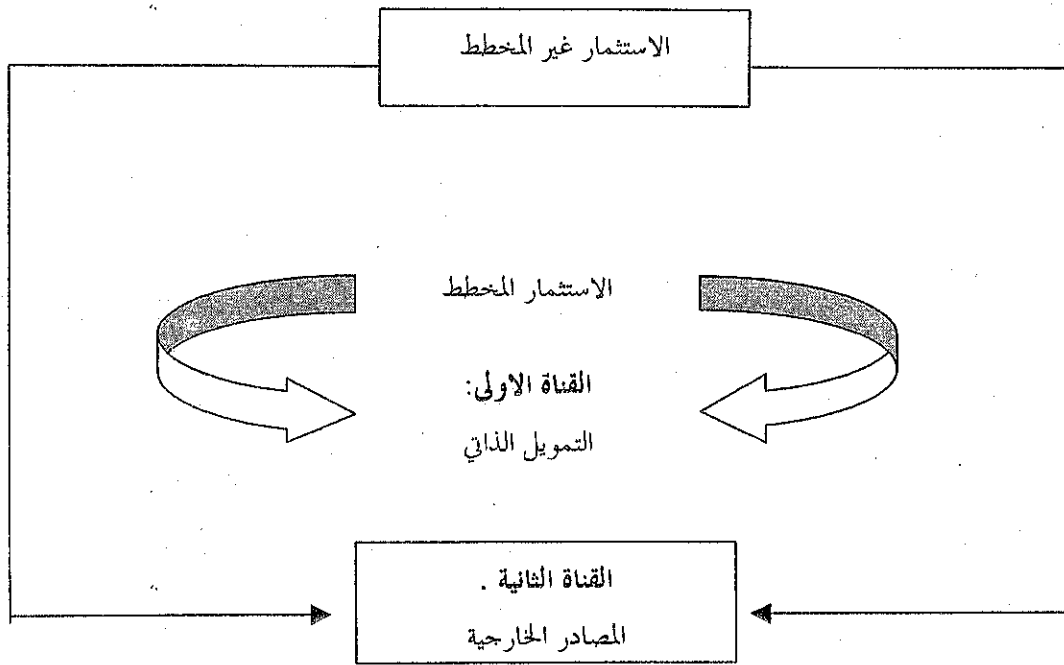 الاستثمار غير المخطط
الاستثمار المخطط
القناة الاولى:
التمويل الذاتي
القناة الثانية .
المصادر الخارجية